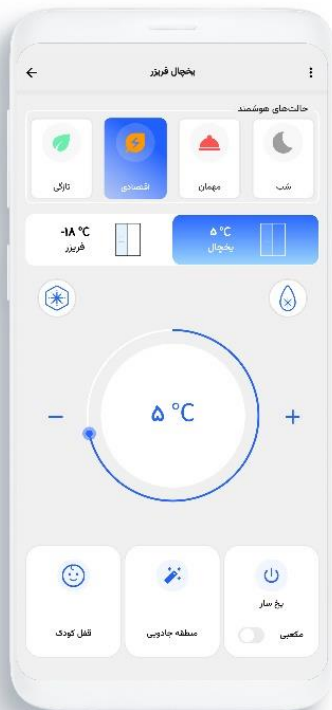 یخچال فریزر
حالت‌های هوشمند
شب
مهمان
اقتصادی
تازگی
۵ °C
یخچال
-۱۸ °C
فریزر
۵ °C
یخ ساز
مکعبی
منطقه جادویی
قفل کودک